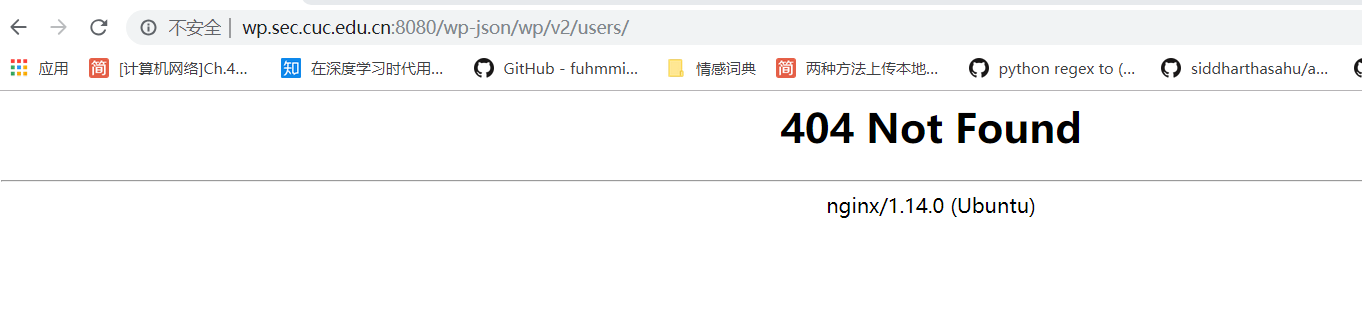 不安全 | wp.sec.cuc.edu.cn:8080/wp-json/wp/v2/users/
应用 简 [计算机网络]Ch.4... 知 在深度学习时代用... GitHub - fuhmmi... 情感词典 简 两种方法上传本地... python regex to (... siddharthasahu/a...
404 Not Found
nginx/1.14.0 (Ubuntu)